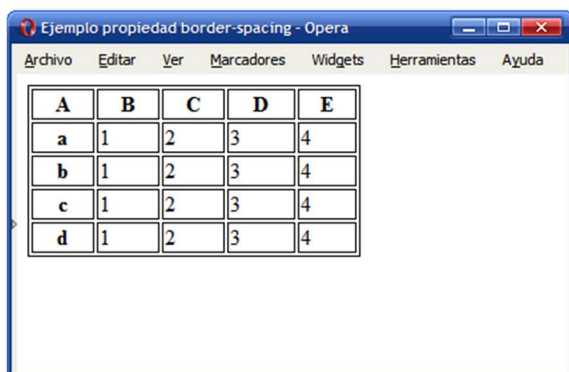 Ejemplo propiedad border-spacing - Opera
Archivo Editar Ver Marcadores Widgets Herramientas Ayuda
A B C D E
a 1 2 3 4
b 1 2 3 4
c 1 2 3 4
d 1 2 3 4